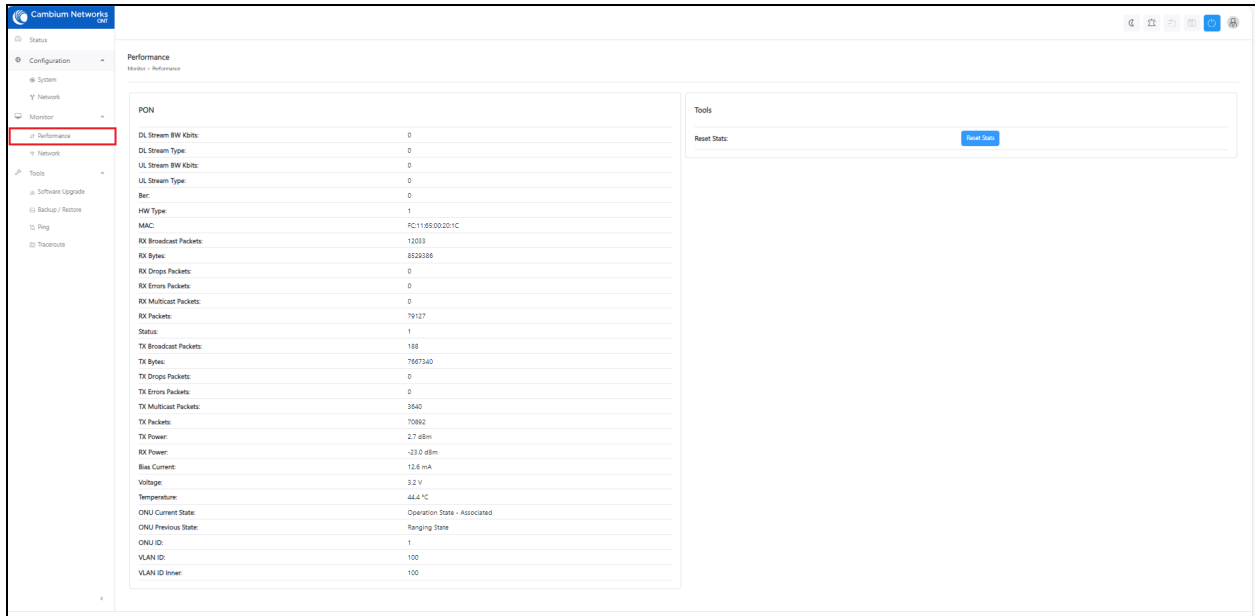 Cambium Networks
ONT
Status
Configuration
System
Network
Monitor
Performance
Network
Tools
Software Upgrade
Backup / Restore
Ping
Traceroute
Performance
Monitor > Performance
PON
DL Stream BW Kbits: 0
DL Stream Type: 0
UL Stream BW Kbits: 0
UL Stream Type: 0
Ber: 0
HW Type: 1
MAC: FC:11:65:00:20:1C
RX Broadcast Packets: 12033
RX Bytes: 8529386
RX Drops Packets: 0
RX Errors Packets: 0
RX Multicast Packets: 0
RX Packets: 79127
Status: 1
TX Broadcast Packets: 188
TX Bytes: 7667340
TX Drops Packets: 0
TX Errors Packets: 0
TX Multicast Packets: 3640
TX Packets: 70892
TX Power: 2.7 dBm
RX Power: -23.0 dBm
Bias Current: 12.6 mA
Voltage: 3.2 V
Temperature: 44.4 °C
ONU Current State: Operation State - Associated
ONU Previous State: Ranging State
ONU ID: 1
VLAN ID: 100
VLAN ID Inner: 100
Tools
Reset Stats: Reset Stats